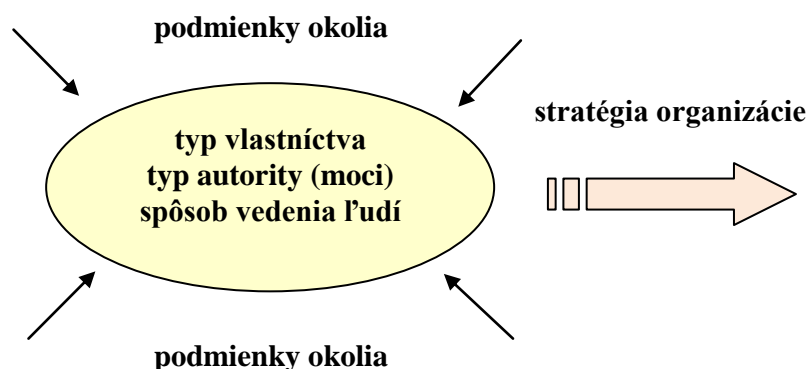 podmienky okolia
stratégia organizácie
typ vlastníctva
typ autority (moci)
spôsob vedenia ľudí
podmienky okolia